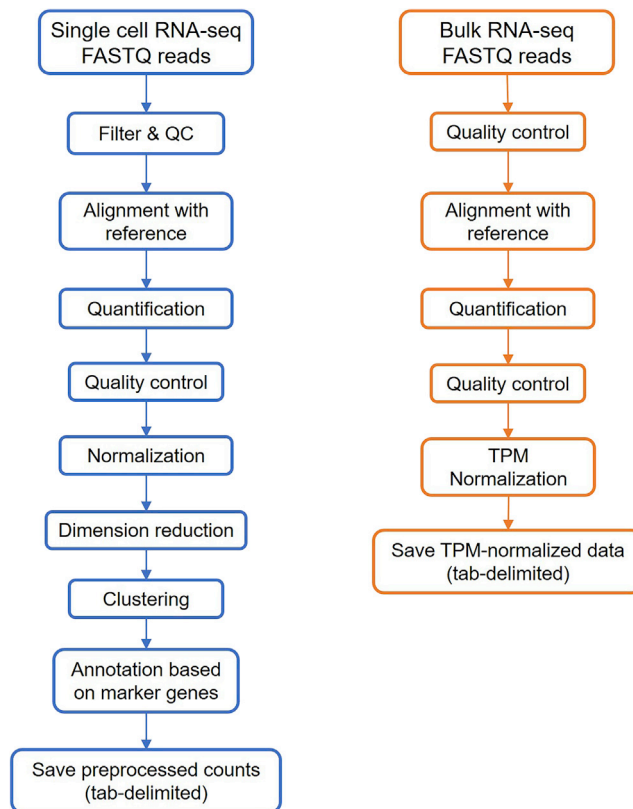 Single cell RNA-seq
FASTQ reads
Filter & QC
Alignment with
reference
Quantification
Quality control
Normalization
Dimension reduction
Clustering
Annotation based
on marker genes
Save preprocessed counts
(tab-delimited)
Bulk RNA-seq
FASTQ reads
Quality control
Alignment with
reference
Quantification
Quality control
TPM
Normalization
Save TPM-normalized data
(tab-delimited)